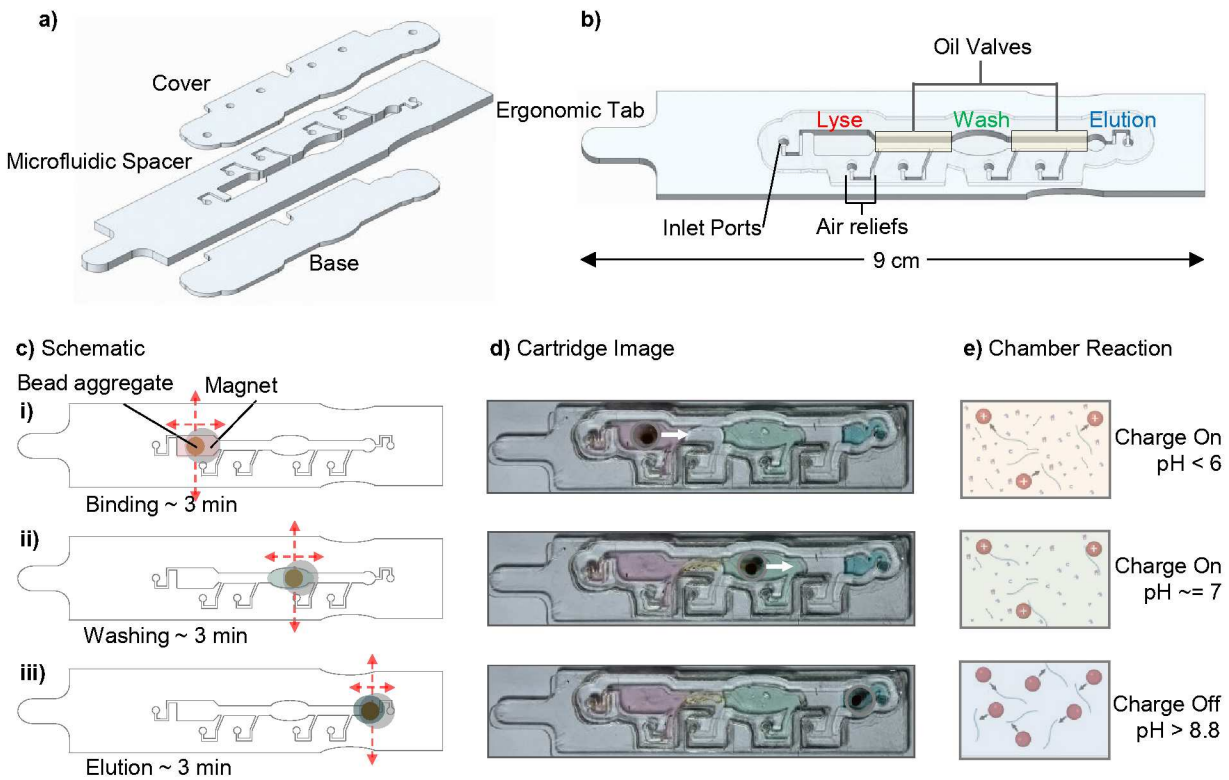 a)
Cover
Microfluidic Spacer
Base
b)
Oil Valves
Ergonomic Tab
Lyse
Wash
Elution
Inlet Ports
Air reliefs
9 cm
c) Schematic
Bead aggregate
Magnet
i)
Binding ~ 3 min
ii)
Washing ~ 3 min
iii)
Elution ~ 3 min
d) Cartridge Image
e) Chamber Reaction
+
+
+
Charge On
pH < 6
+
+
+
Charge On
pH ~= 7
Charge Off
pH > 8.8